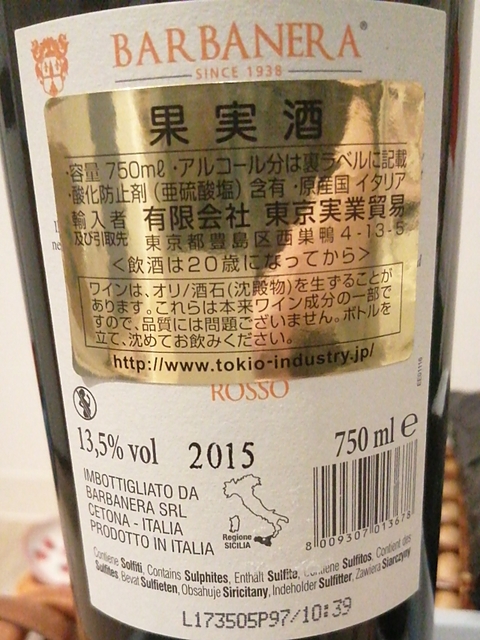 BARBANERA®
SINCE 1938
果実酒
・容量 750mℓ ・アルコール分は裏ラベルに記載
・酸化防止剤（亜硫酸塩）含有 ・原産国 イタリア
輸入者 及び引取先 有限会社 東京実業貿易
東京都豊島区西巣鴨4-13-5
＜飲酒は20歳になってから＞
ワインは、オリ/酒石(沈殿物)を生ずることが
あります。これらは本来ワイン成分の一部で
すので、品質には問題ございません。ボトルを
立て、沈めてお飲みください。
http://www.tokio-industry.jp/
ROSSO
13,5% vol 2015 750 ml e
IMBOTTIGLIATO DA
BARBANERA SRL
CETONA - ITALIA
PRODOTTO IN ITALIA
Regione
SICILIA
8 009307 013675
Contiene Solfiti, Contains Sulphites, Enthält Sulfite, Contiene Sulfitos, Contient des
Sulfites, Bevat Sulfieten, Obsahuje Siricitany, Indeholder Sulfitter, Zawiera Siarczyny
L173505P97/10:39